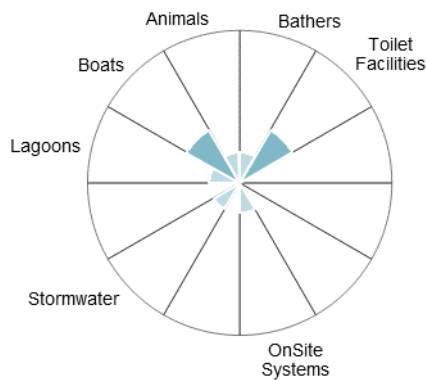 Animals
Bathers
Toilet
Facilities
Boats
Lagoons
Stormwater
OnSite
Systems